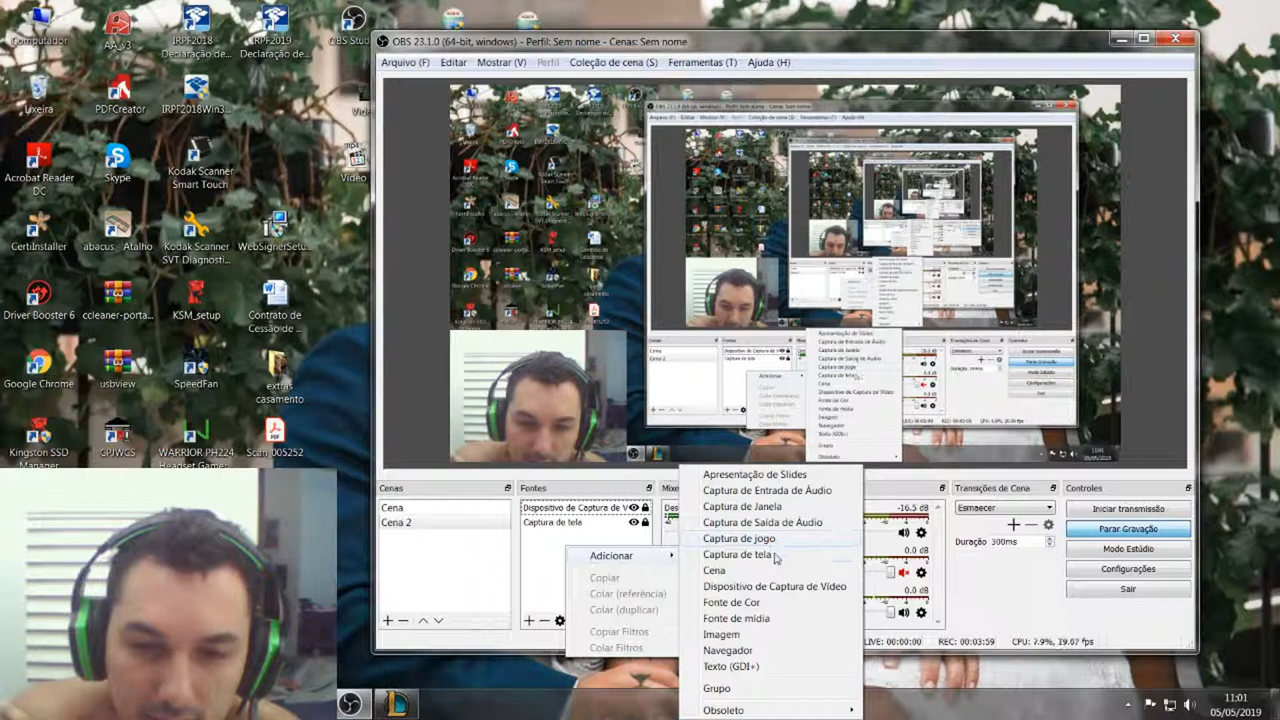 Computador
AA_v3
IRPF2018 -
Declaração de...
IRPF2019 -
Declaração de...
OBS Stud
Lixeira
PDFCreator
IRPF2018Win3...
Acrobat Reader
DC
Skype
Kodak Scanner
Smart Touch
Vídeo
CertInstaller
abacus - Atalho
Kodak Scanner
SVT Diagnosti...
WebSignerSetu...
Driver Booster 6
ccleaner-porta...
KSM_setup
Contrato de
Cessão de ...
Google Chrome
usbview
SpeedFan
extras
casamento
Kingston SSD
Manager
CPJWCS
WARRIOR PH224
Headset Gamer
Scan_005252
OBS 23.1.0 (64-bit, windows) - Perfil: Sem nome - Cenas: Sem nome
Arquivo (F)
Editar
Mostrar (V)
Perfil
Coleção de cena (S)
Ferramentas (T)
Ajuda (H)
Cenas
Cena
Cena 2
Fontes
Dispositivo de Captura de V
Captura de tela
Adicionar
Copiar
Colar (referência)
Colar (duplicar)
Copiar Filtros
Colar Filtros
Apresentação de Slides
Captura de Entrada de Áudio
Captura de Janela
Captura de Saída de Áudio
Captura de jogo
Captura de tela
Cena
Dispositivo de Captura de Vídeo
Fonte de Cor
Fonte de mídia
Imagem
Navegador
Texto (GDI+)
Grupo
Obsoleto
-16.5 dB
0.0 dB
0.0 dB
Transições de Cena
Esmaecer
Duração 300ms
Controles
Iniciar transmissão
Parar Gravação
Modo Estúdio
Configurações
Sair
LIVE: 00:00:00
REC: 00:03:59
CPU: 7.9%, 19.67 fps
11:01
05/05/2019